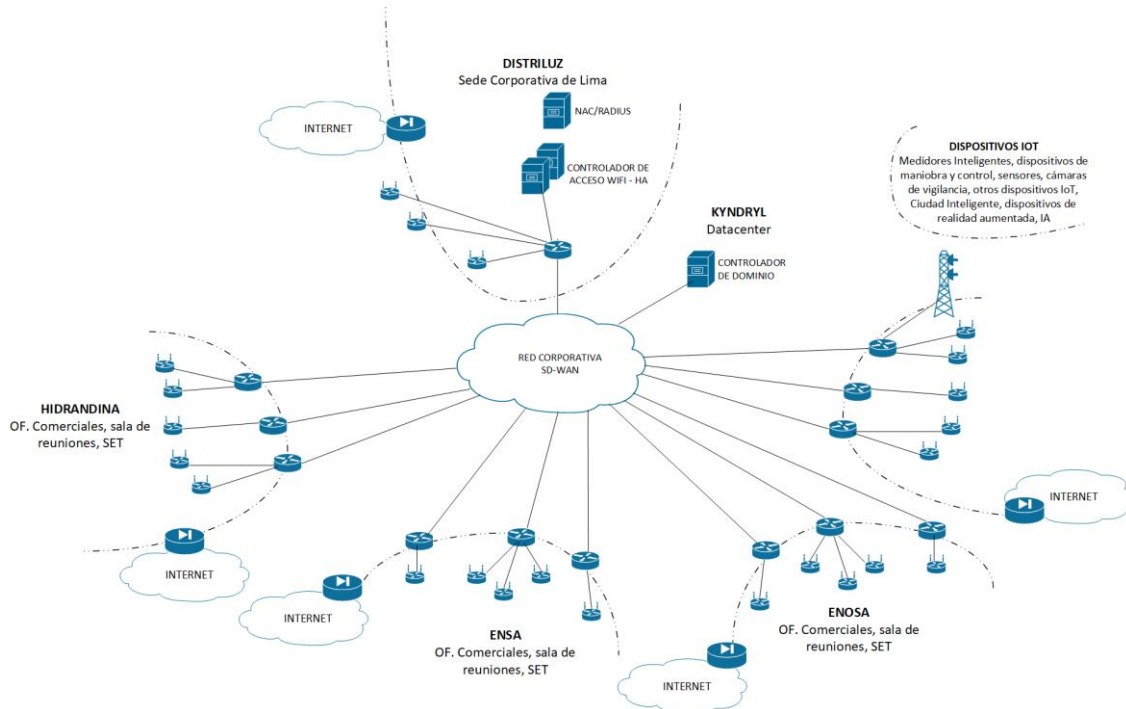 DISTRILUZ
Sede Corporativa de Lima
NAC/RADIUS
INTERNET
CONTROLADOR DE
ACCESO WIFI - HA
DISPOSITIVOS IOT
Medidores Inteligentes, dispositivos de
maniobra y control, sensores, cámaras
de vigilancia, otros dispositivos IoT,
Ciudad Inteligente, dispositivos de
realidad aumentada, IA
KYNDRYL
Datacenter
CONTROLADOR
DE DOMINIO
RED CORPORATIVA
SD-WAN
HIDRANDINA
OF. Comerciales, sala de
reuniones, SET
INTERNET
INTERNET
INTERNET
ENSA
OF. Comerciales, sala de
reuniones, SET
ENOSA
OF. Comerciales, sala de
reuniones, SET
INTERNET